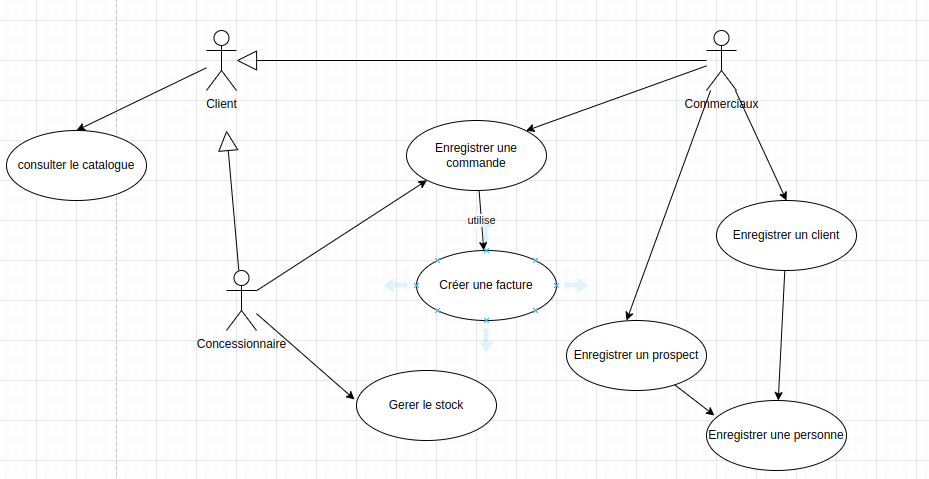 Client
Commerciaux
consulter le catalogue
Enregistrer une
commande
utilise
Enregistrer un client
Créer une facture
Concessionnaire
Enregistrer un prospect
Gerer le stock
Enregistrer une personne